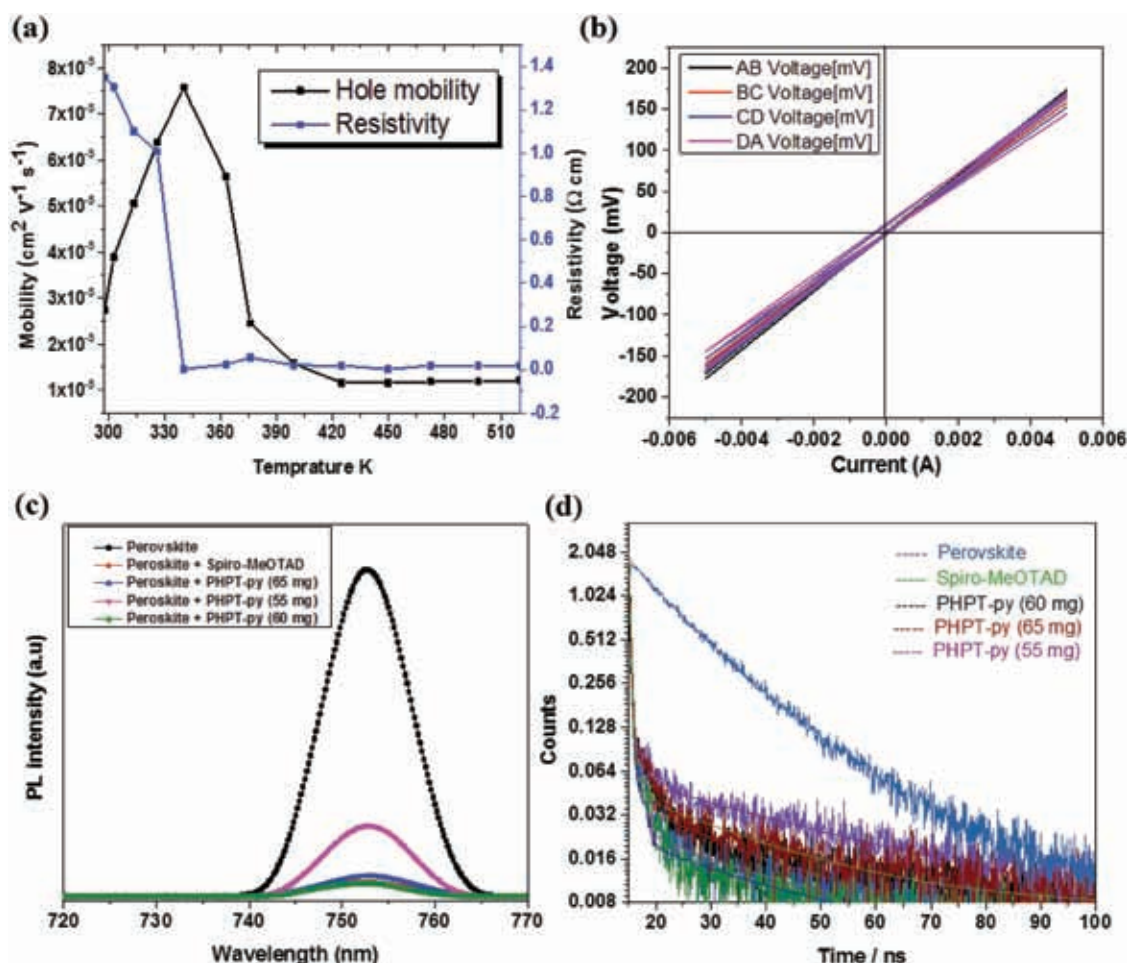 (a)
8x10⁻⁵
7x10⁻⁵
6x10⁻⁵
5x10⁻⁵
4x10⁻⁵
3x10⁻⁵
2x10⁻⁵
1x10⁻⁵
Mobility (cm² V⁻¹ s⁻¹)
Hole mobility
Resistivity
1.4
1.2
1.0
0.8
0.6
0.4
0.2
0.0
-0.2
Resistivity (Ω cm)
300 330 360 390 420 450 480 510
Temprature K
(b)
200
150
100
50
0
-50
-100
-150
-200
Voltage (mV)
AB Voltage[mV]
BC Voltage[mV]
CD Voltage[mV]
DA Voltage[mV]
-0.006 -0.004 -0.002 0.000 0.002 0.004 0.006
Current (A)
(c)
PL Intensity (a.u)
Perovskite
Peroskite + Spiro-MeOTAD
Peroskite + PHPT-py (65 mg)
Peroskite + PHPT-py (55 mg)
Peroskite + PHPT-py (60 mg)
720 730 740 750 760 770
Wavelength (nm)
(d)
2.048
1.024
0.512
0.256
0.128
0.064
0.032
0.016
0.008
Counts
Perovskite
Spiro-MeOTAD
PHPT-py (60 mg)
PHPT-py (65 mg)
PHPT-py (55 mg)
20 30 40 50 60 70 80 90 100
Time / ns